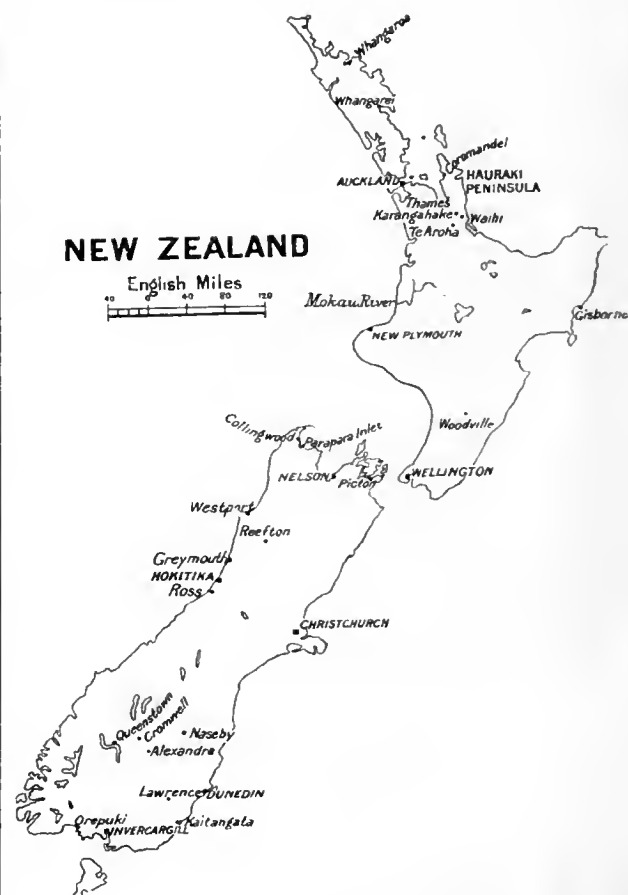 Whangaroa
Whangarei
Coromandel
AUCKLAND
HAURAKI
PENINSULA
Thames
Karangahake
Waihi
Te Aroha
NEW ZEALAND
English Miles
40 0 40 80 120
Mokau River
Gisborne
NEW PLYMOUTH
Woodville
Collingwood
Parapara Inlet
NELSON
Picton
WELLINGTON
Westport
Reefton
Greymouth
HOKITIKA
Ross
CHRISTCHURCH
Queenstown
Cromwell
Naseby
Alexandra
Lawrence
DUNEDIN
Orepuki
INVERCARGILL
Kaitangata